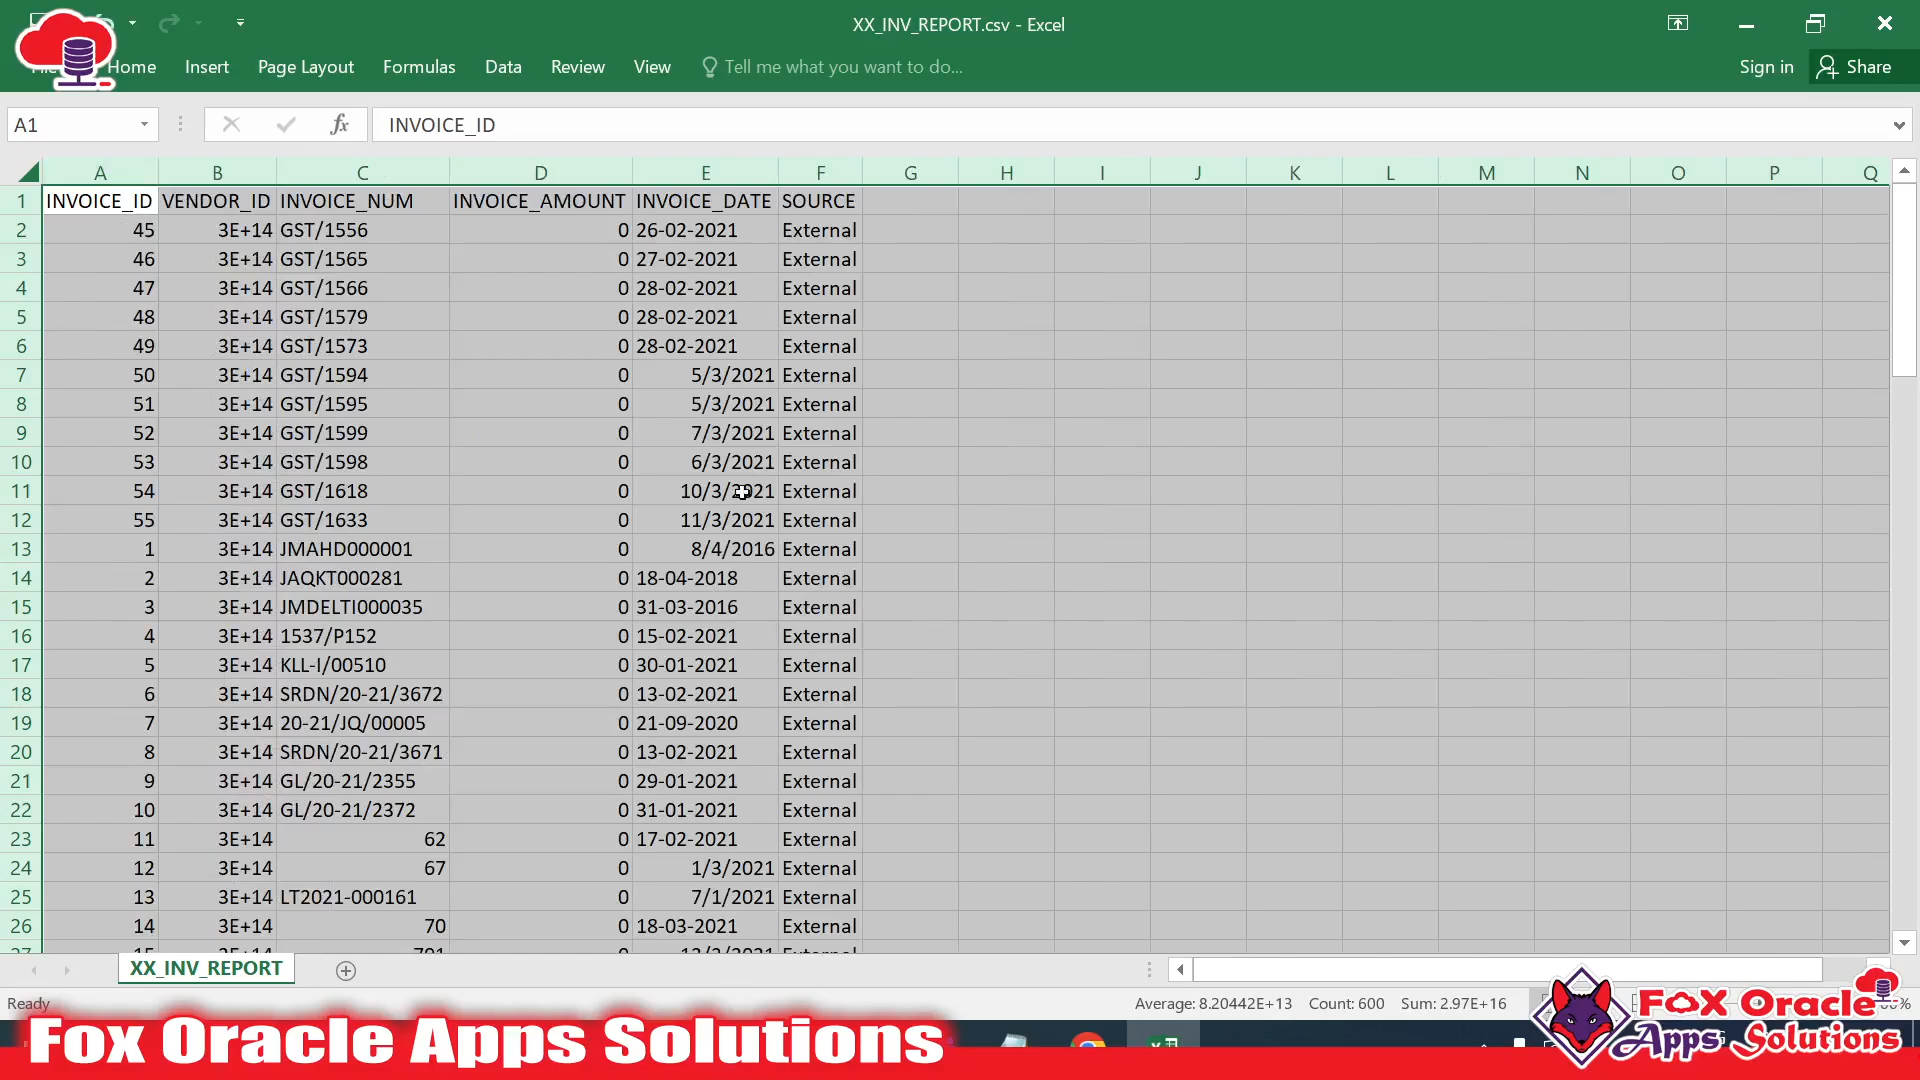 XX_INV_REPORT.csv - Excel
Home Insert Page Layout Formulas Data Review View Tell me what you want to do... Sign in Share
A1 fx INVOICE_ID
A B C D E F G H I J K L M N O P Q
1 INVOICE_ID VENDOR_ID INVOICE_NUM INVOICE_AMOUNT INVOICE_DATE SOURCE
2 45 3E+14 GST/1556 0 26-02-2021 External
3 46 3E+14 GST/1565 0 27-02-2021 External
4 47 3E+14 GST/1566 0 28-02-2021 External
5 48 3E+14 GST/1579 0 28-02-2021 External
6 49 3E+14 GST/1573 0 28-02-2021 External
7 50 3E+14 GST/1594 0 5/3/2021 External
8 51 3E+14 GST/1595 0 5/3/2021 External
9 52 3E+14 GST/1599 0 7/3/2021 External
10 53 3E+14 GST/1598 0 6/3/2021 External
11 54 3E+14 GST/1618 0 10/3/2021 External
12 55 3E+14 GST/1633 0 11/3/2021 External
13 1 3E+14 JMAHD000001 0 8/4/2016 External
14 2 3E+14 JAQKT000281 0 18-04-2018 External
15 3 3E+14 JMDELTI000035 0 31-03-2016 External
16 4 3E+14 1537/P152 0 15-02-2021 External
17 5 3E+14 KLL-I/00510 0 30-01-2021 External
18 6 3E+14 SRDN/20-21/3672 0 13-02-2021 External
19 7 3E+14 20-21/JQ/00005 0 21-09-2020 External
20 8 3E+14 SRDN/20-21/3671 0 13-02-2021 External
21 9 3E+14 GL/20-21/2355 0 29-01-2021 External
22 10 3E+14 GL/20-21/2372 0 31-01-2021 External
23 11 3E+14 62 0 17-02-2021 External
24 12 3E+14 67 0 1/3/2021 External
25 13 3E+14 LT2021-000161 0 7/1/2021 External
26 14 3E+14 70 0 18-03-2021 External
XX_INV_REPORT
Ready Average: 8.20442E+13 Count: 600 Sum: 2.97E+16
Fox Oracle Apps Solutions
Fox Oracle
Apps Solutions